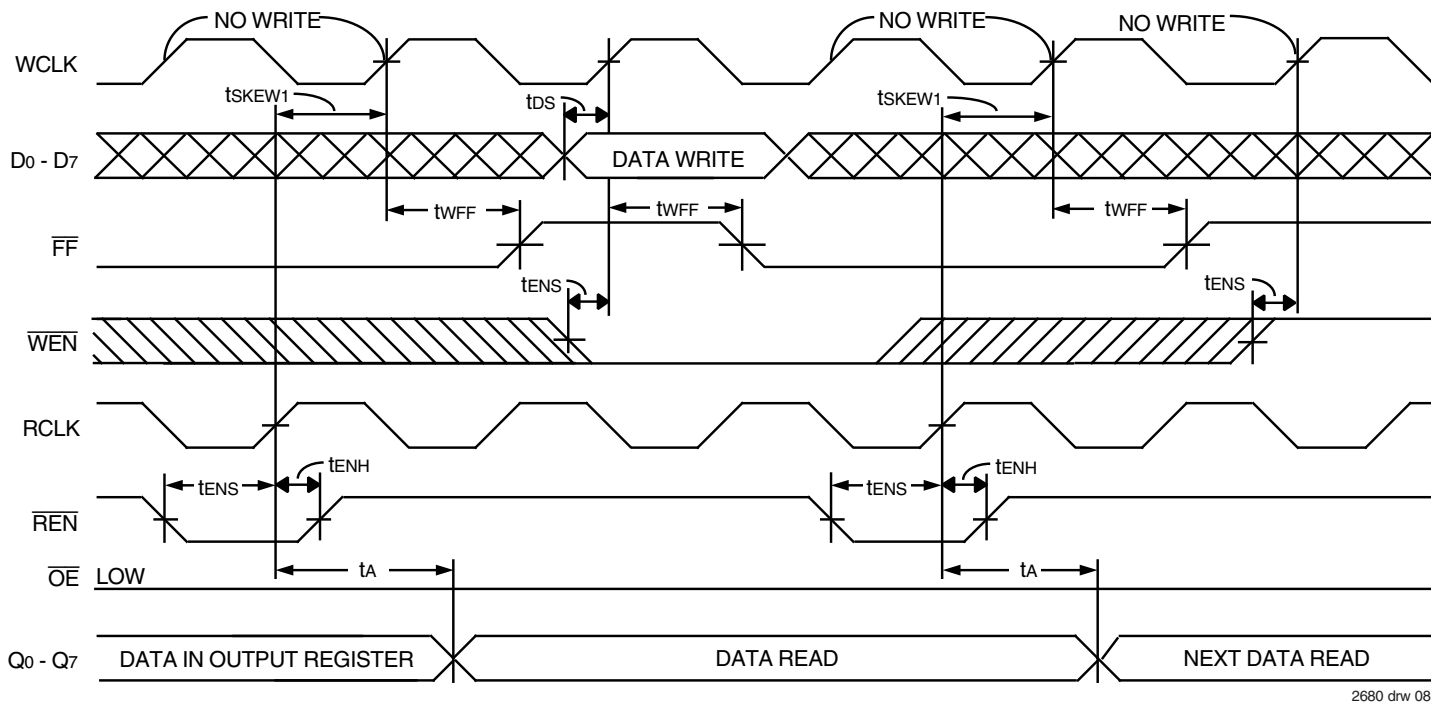 NO WRITE NO WRITE NO WRITE
WCLK
tSKEW1 tDS tSKEW1
D0 - D7 DATA WRITE
tWFF tWFF tWFF
FF
tENS tENS
WEN
RCLK
tENS tENH tENS tENH
REN
OE LOW
tA tA
Q0 - Q7 DATA IN OUTPUT REGISTER DATA READ NEXT DATA READ
2680 drw 08